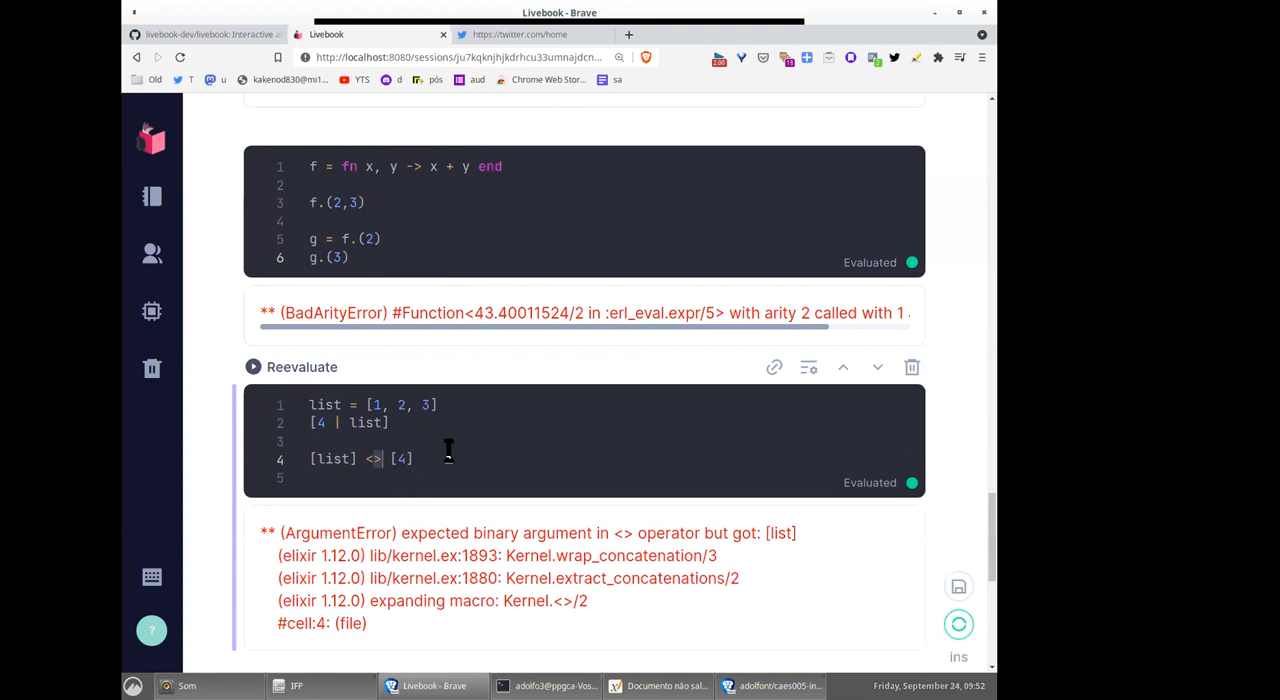 Livebook - Brave
livebook-dev/livebook: Interactive a
Livebook
https://twitter.com/home
http://localhost:8080/sessions/ju7kqknjhjkdrhcu33umnajdcn...
2.00
18
2
Old
T
u
kakenod830@mi1...
YTS
d
pós
aud
Chrome Web Stor...
sa
1 f = fn x, y -> x + y end
2
3 f.(2,3)
4
5 g = f.(2)
6 g.(3)
Evaluated
** (BadArityError) #Function<43.40011524/2 in :erl_eval.expr/5> with arity 2 called with 1
Reevaluate
1 list = [1, 2, 3]
2 [4 | list]
3
4 [list] <> [4]
5
Evaluated
** (ArgumentError) expected binary argument in <> operator but got: [list]
(elixir 1.12.0) lib/kernel.ex:1893: Kernel.wrap_concatenation/3
(elixir 1.12.0) lib/kernel.ex:1880: Kernel.extract_concatenations/2
(elixir 1.12.0) expanding macro: Kernel.<>/2
#cell:4: (file)
?
ins
Som
IFP
Livebook - Brave
adolfo3@ppgca-Vos...
Documento não sal...
adolfont/caes005-in...
Friday, September 24, 09:52